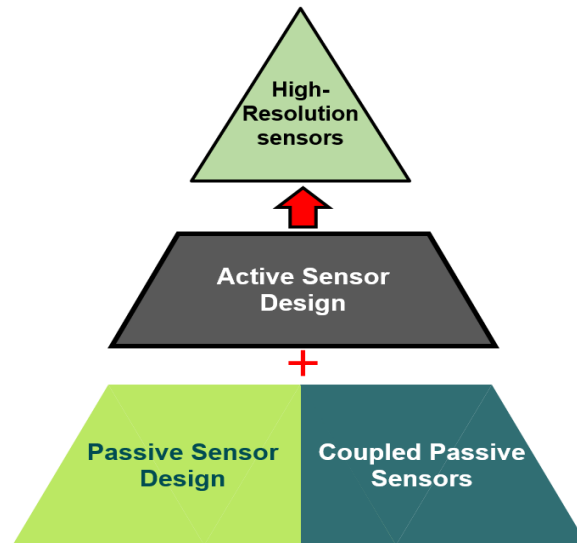 High-
Resolution
sensors
Active Sensor
Design
+
Passive Sensor
Design
Coupled Passive
Sensors